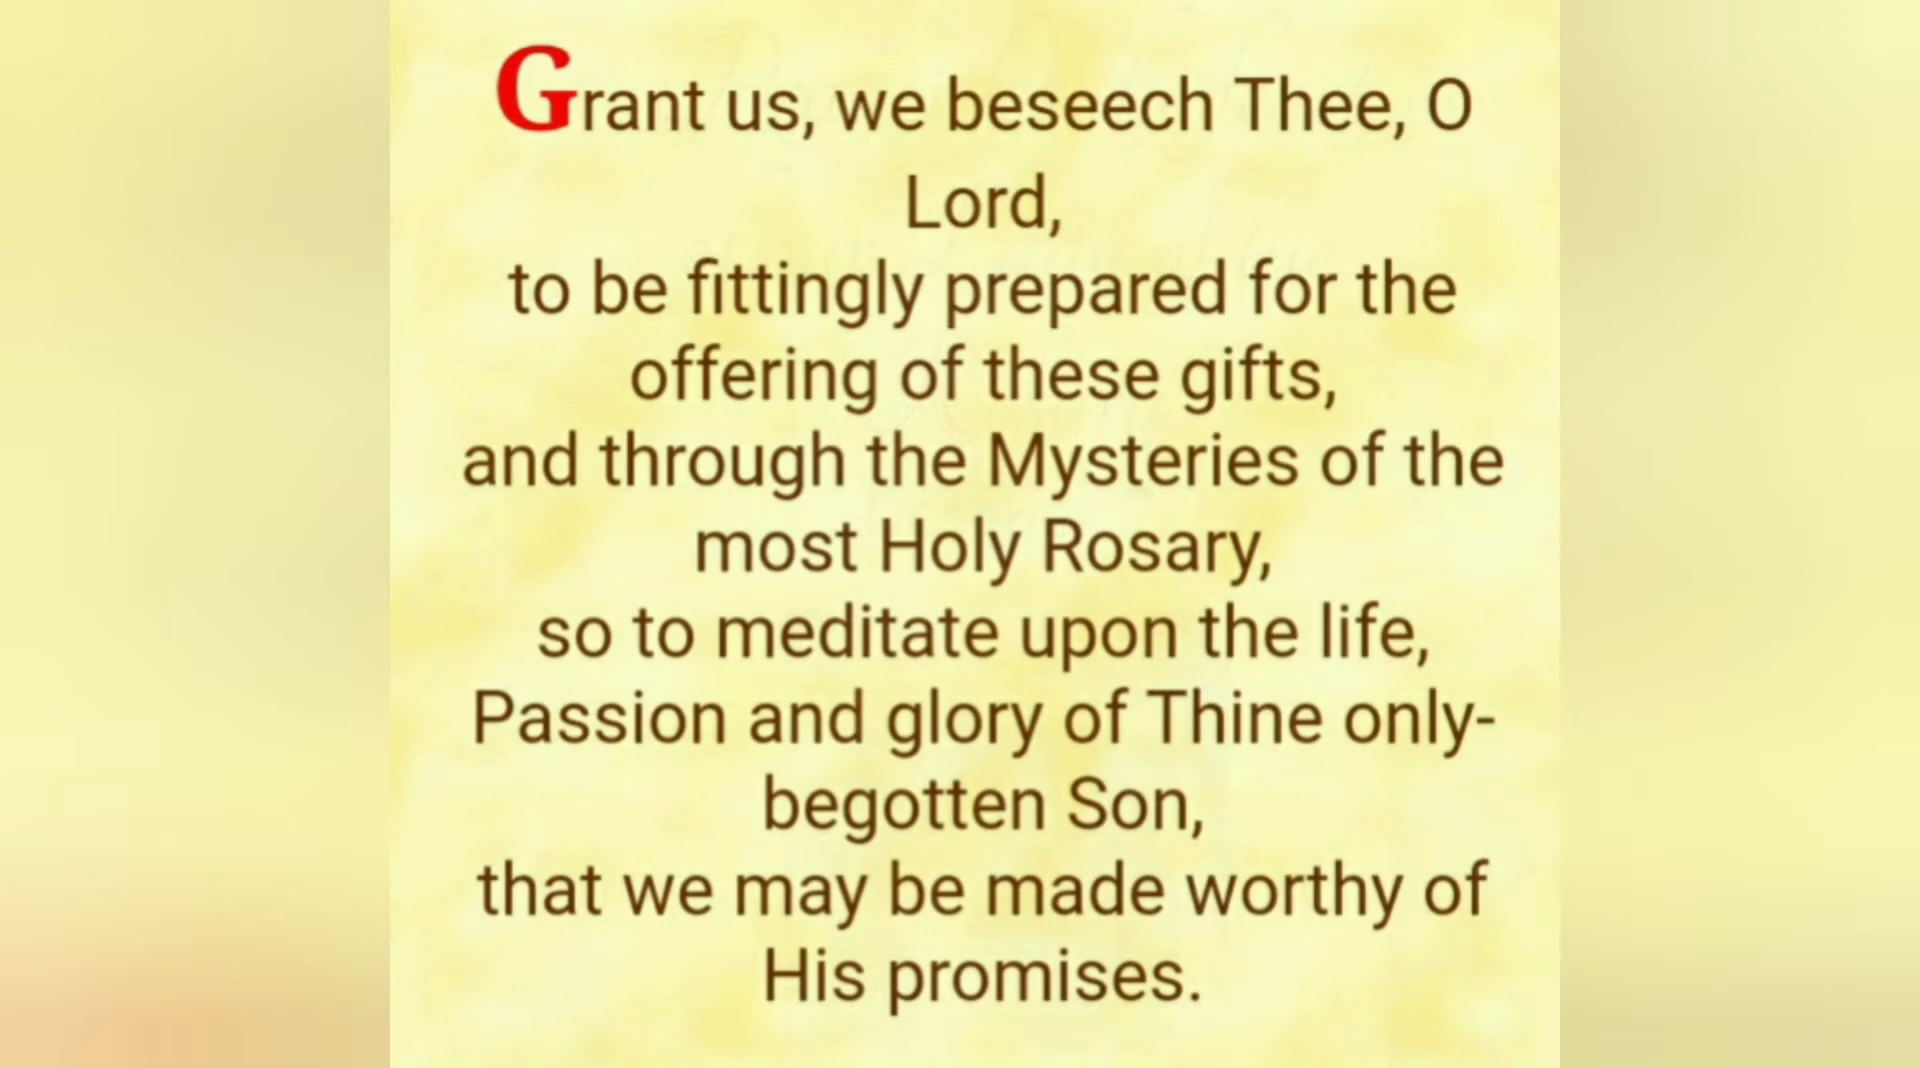 Grant us, we beseech Thee, O
Lord,
to be fittingly prepared for the
offering of these gifts,
and through the Mysteries of the
most Holy Rosary,
so to meditate upon the life,
Passion and glory of Thine only-
begotten Son,
that we may be made worthy of
His promises.